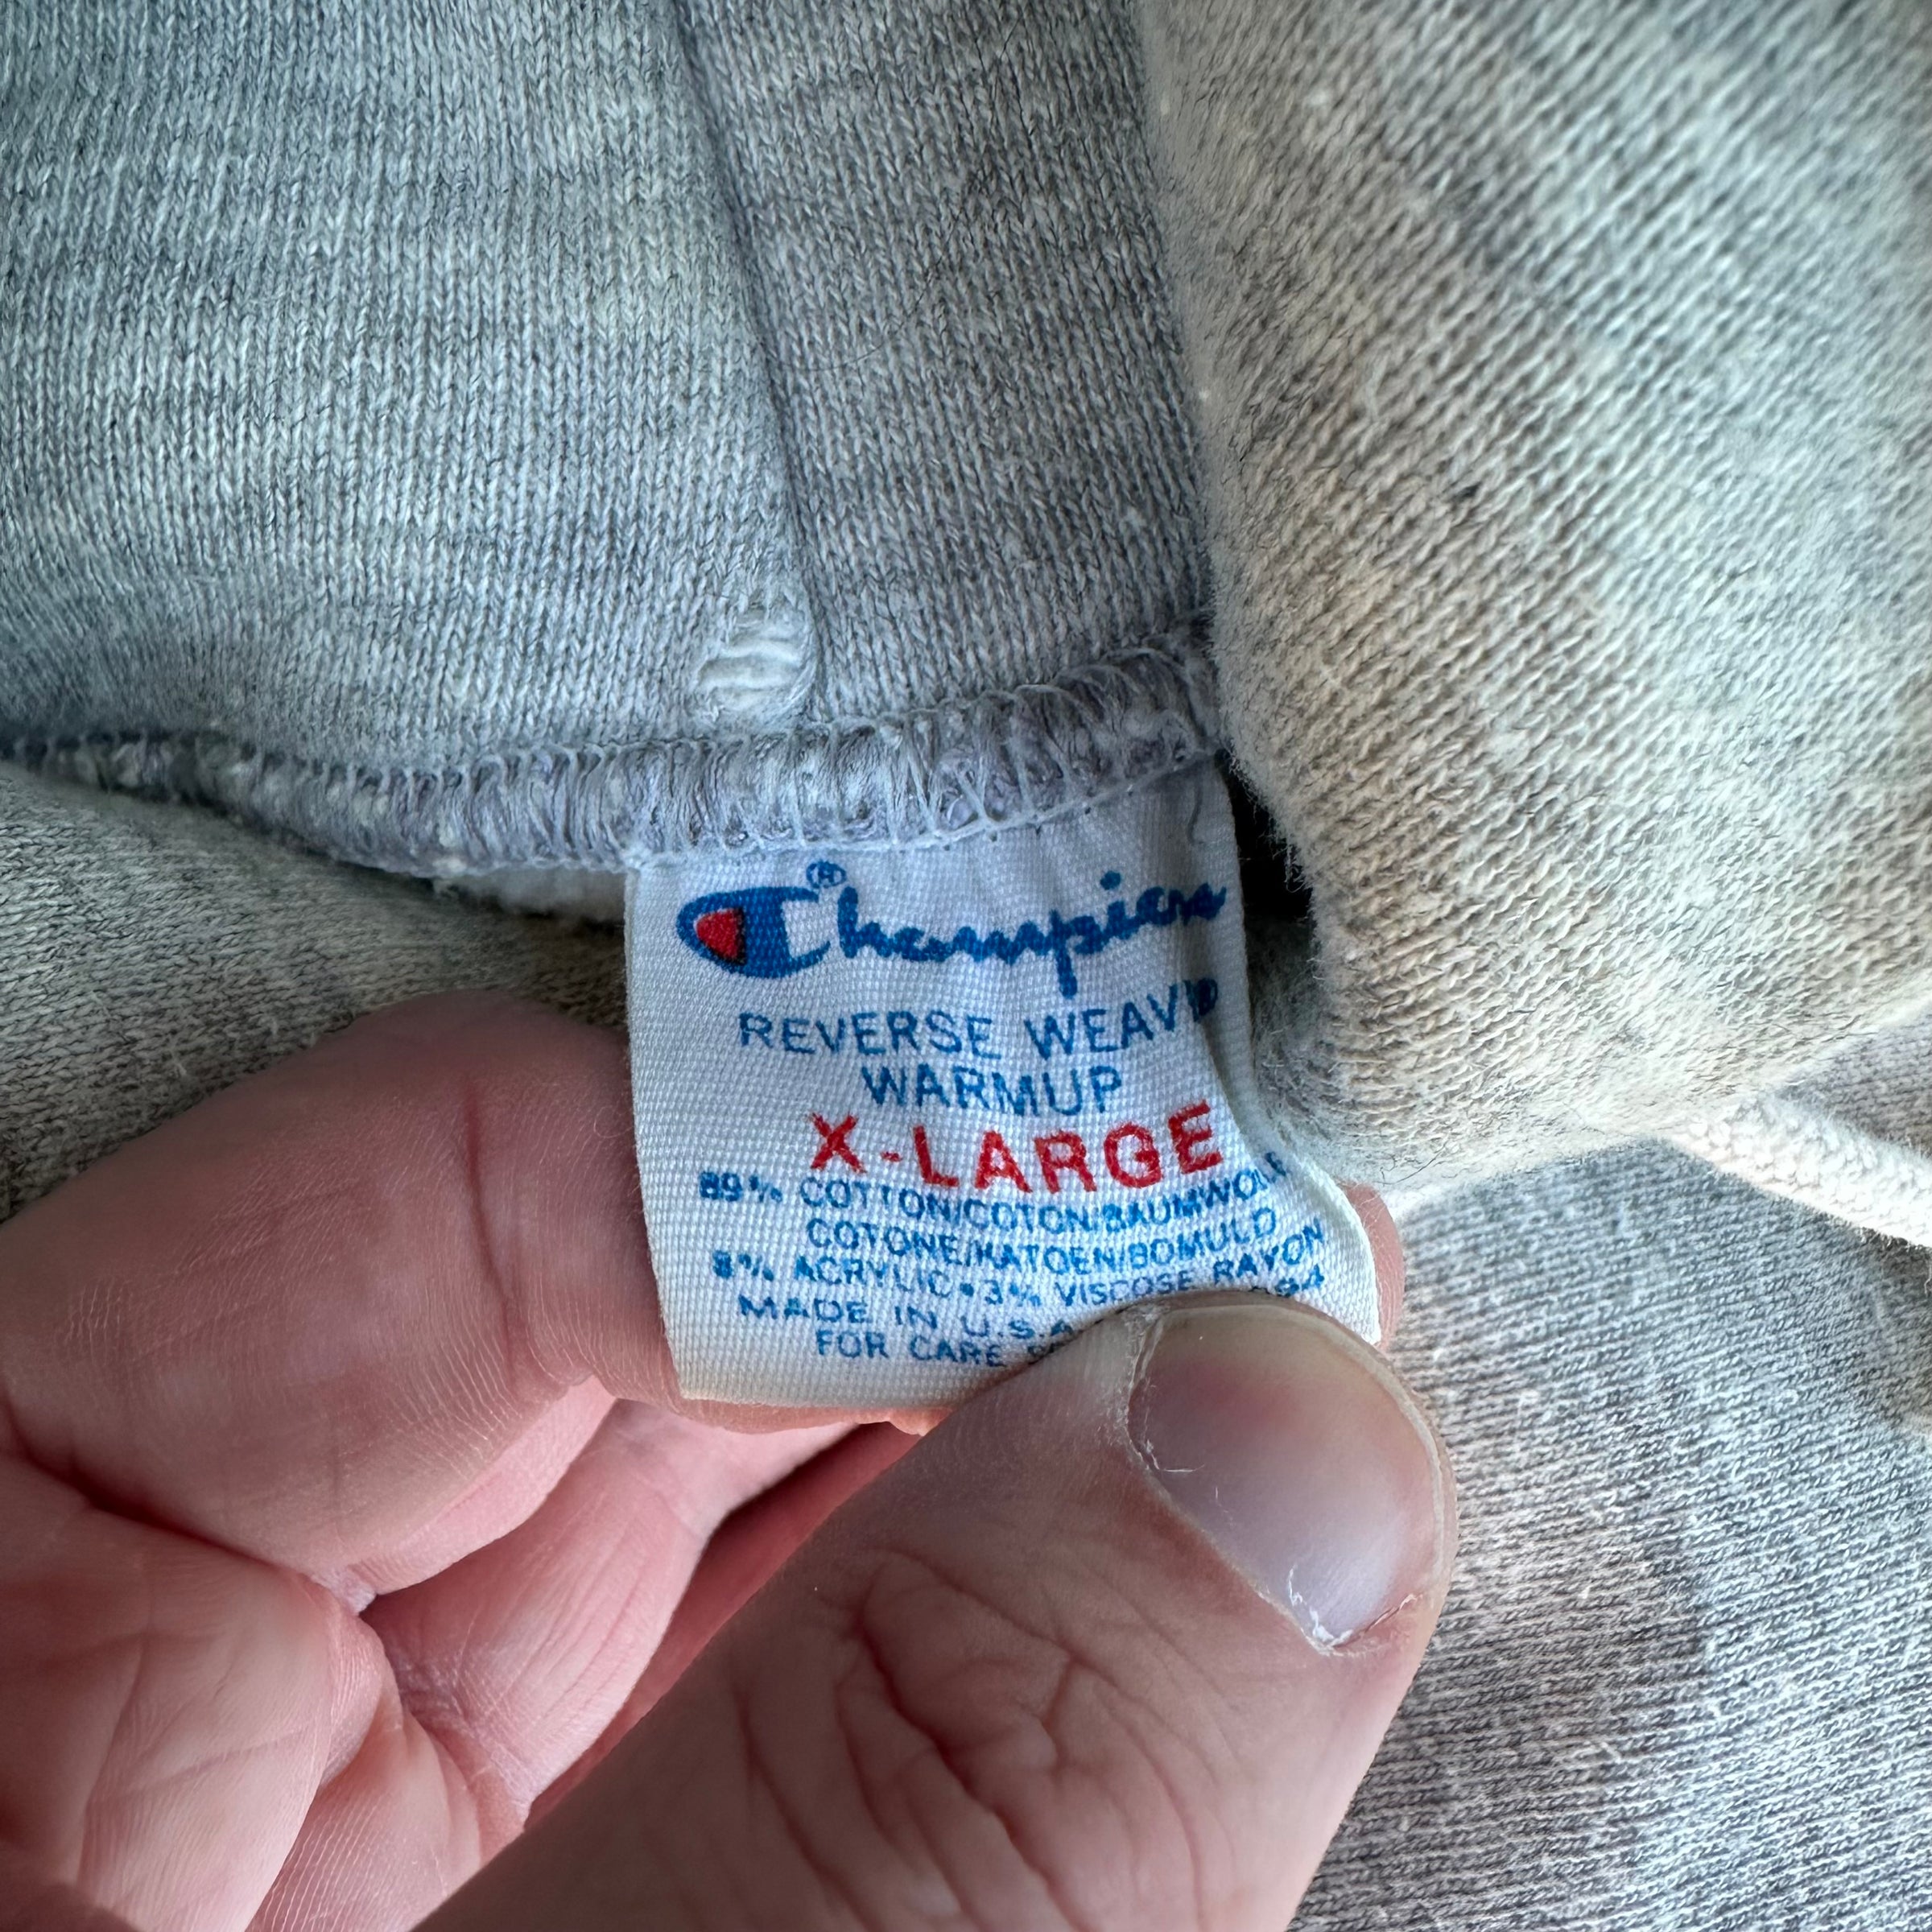 Champion®
REVERSE WEAVE®
WARMUP
X-LARGE
89% COTTON/COTON/BAUMWOLE
COTONE/KATOEN/BOMULD
8% ACRYLIC•3% VISCOSE RAYON
MADE IN U.S.A
FOR CARE